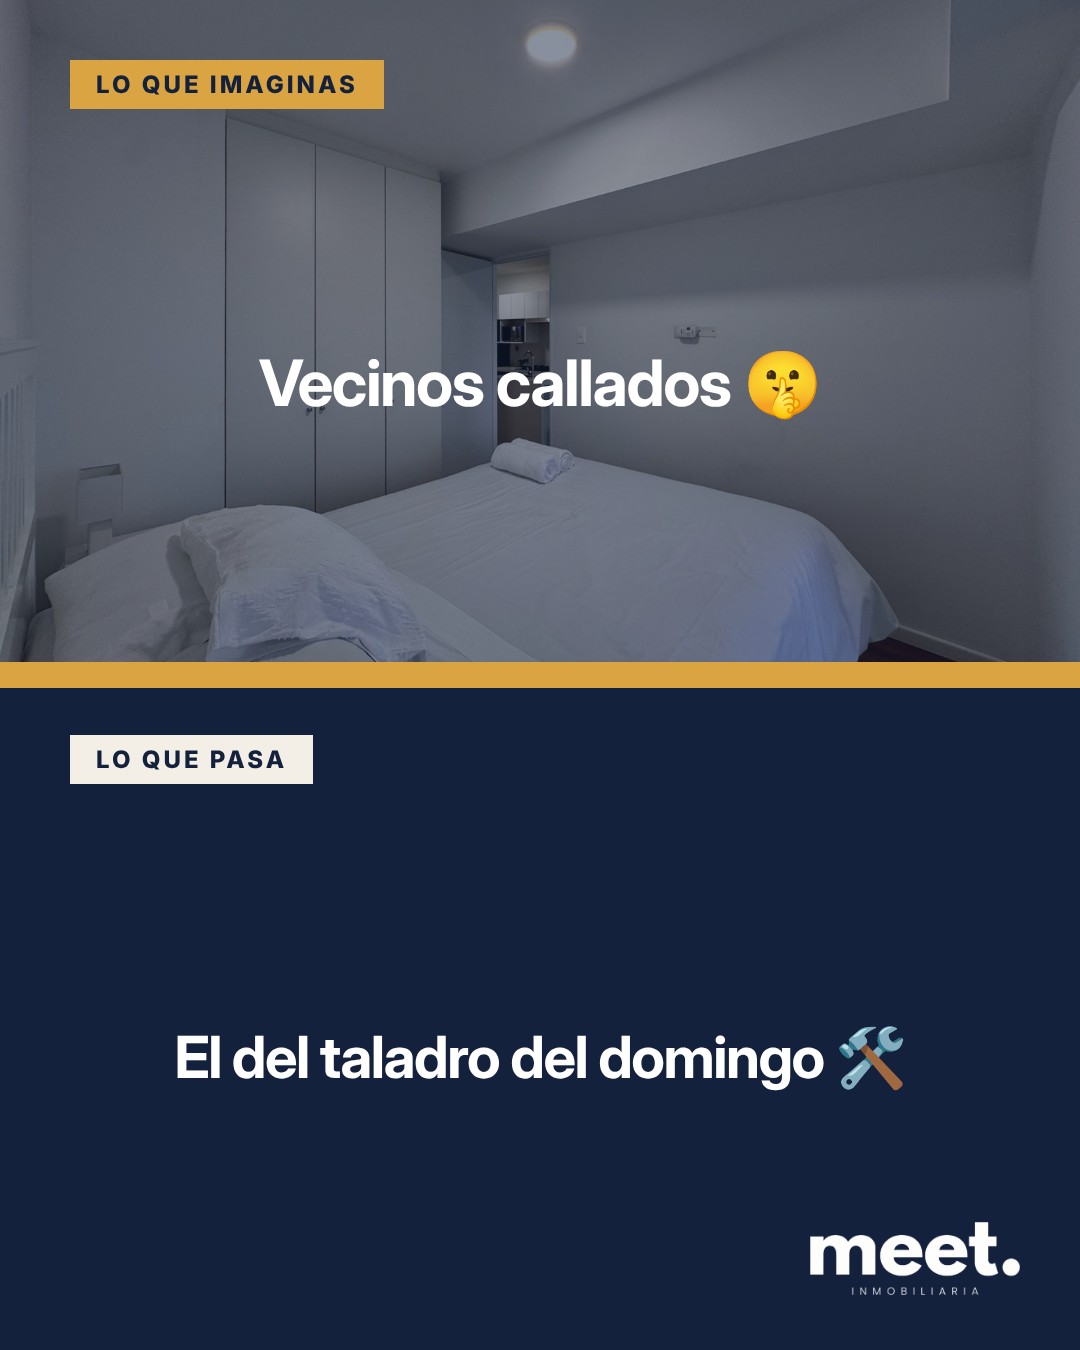 LO QUE IMAGINAS
Vecinos callados 🤫
LO QUE PASA
El del taladro del domingo 🛠️
meet.
INMOBILIARIA